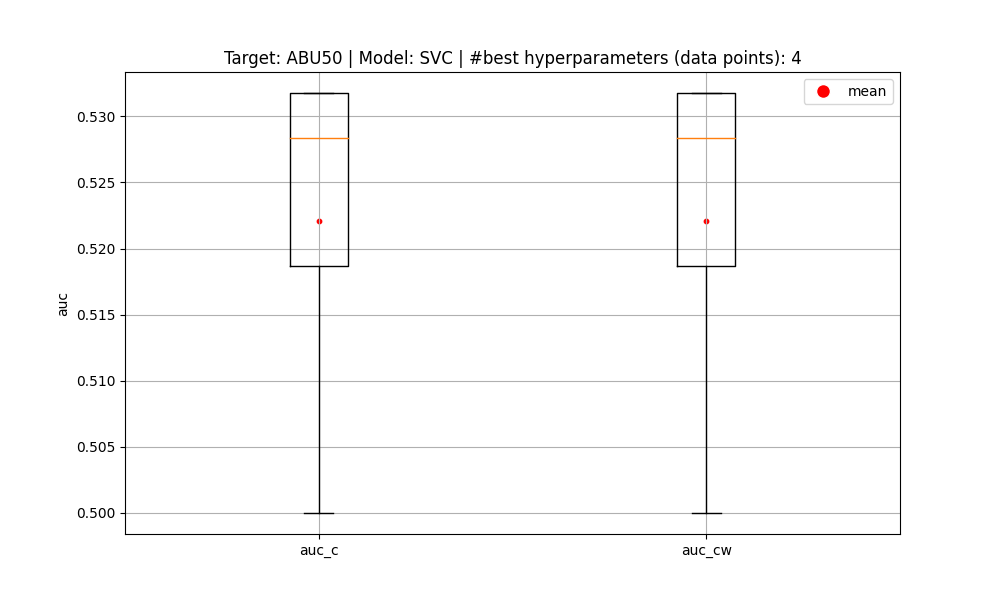 Target: ABU50 | Model: SVC | #best hyperparameters (data points): 4
mean
0.530
0.525
0.520
0.515
0.510
0.505
0.500
auc
auc_c
auc_cw